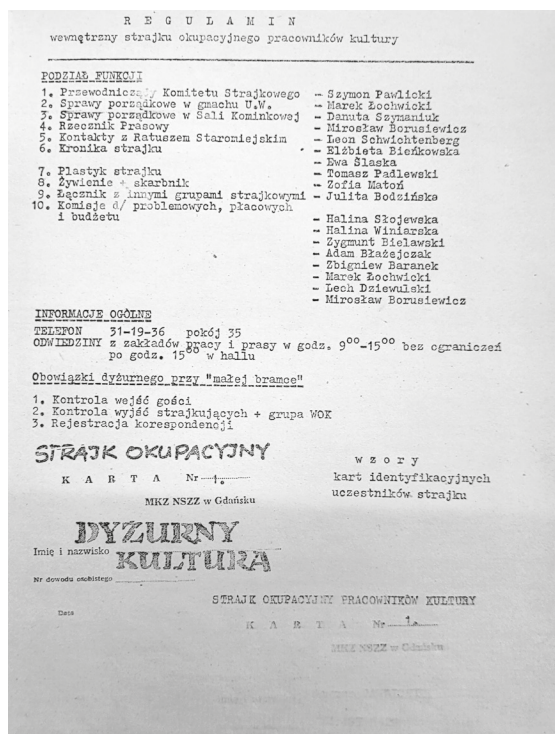 R E G U L A M I N
wewnętrzny strajku okupacyjnego pracowników kultury
PODZIAŁ FUNKCJI
1. Przewodniczący Komitetu Strajkowego - Szymon Pawlicki
2. Sprawy porządkowe w gmachu U.W. - Marek Łochwicki
3. Sprawy porządkowe w Sali Kominkowej - Danuta Szymaniuk
4. Rzecznik Prasowy - Mirosław Borusiewicz
5. Kontakty z Ratuszem Staromiejskim - Leon Schwichtenberg
6. Kronika strajku - Elżbieta Bieńkowska
- Ewa Ślaska
7. Plastyk strajku - Tomasz Padlewski
8. Żywienie + skarbnik - Zofia Matoń
9. Łącznik z innymi grupami strajkowymi - Julita Bodzińska
10. Komisje d/ problemowych, płacowych
i budżetu - Halina Słojewska
- Halina Winiarska
- Zygmunt Bielawski
- Adam Błażejczak
- Zbigniew Baranek
- Marek Łochwicki
- Lech Dziewulski
- Mirosław Borusiewicz
INFORMACJE OGÓLNE
TELEFON 31-19-36 pokój 35
ODWIEDZINY z zakładów pracy i prasy w godz. 9⁰⁰-15⁰⁰ bez ograniczeń
po godz. 15⁰⁰ w hallu
Obowiązki dyżurnego przy "małej bramce"
1. Kontrola wejść gości
2. Kontrola wyjść strajkujących + grupa WOK
3. Rejestracja korespondencji
STRAJK OKUPACYJNY
K A R T A Nr 1.
MKZ NSZZ w Gdańsku
w z o r y
kart identyfikacyjnych
uczestników strajku
DYŻURNY
Imię i nazwisko KULTURA
Nr dowodu osobistego
Data
STRAJK OKUPACYJNY PRACOWNIKÓW KULTURY
K A R T A Nr 1.
MKZ NSZZ w Gdańsku